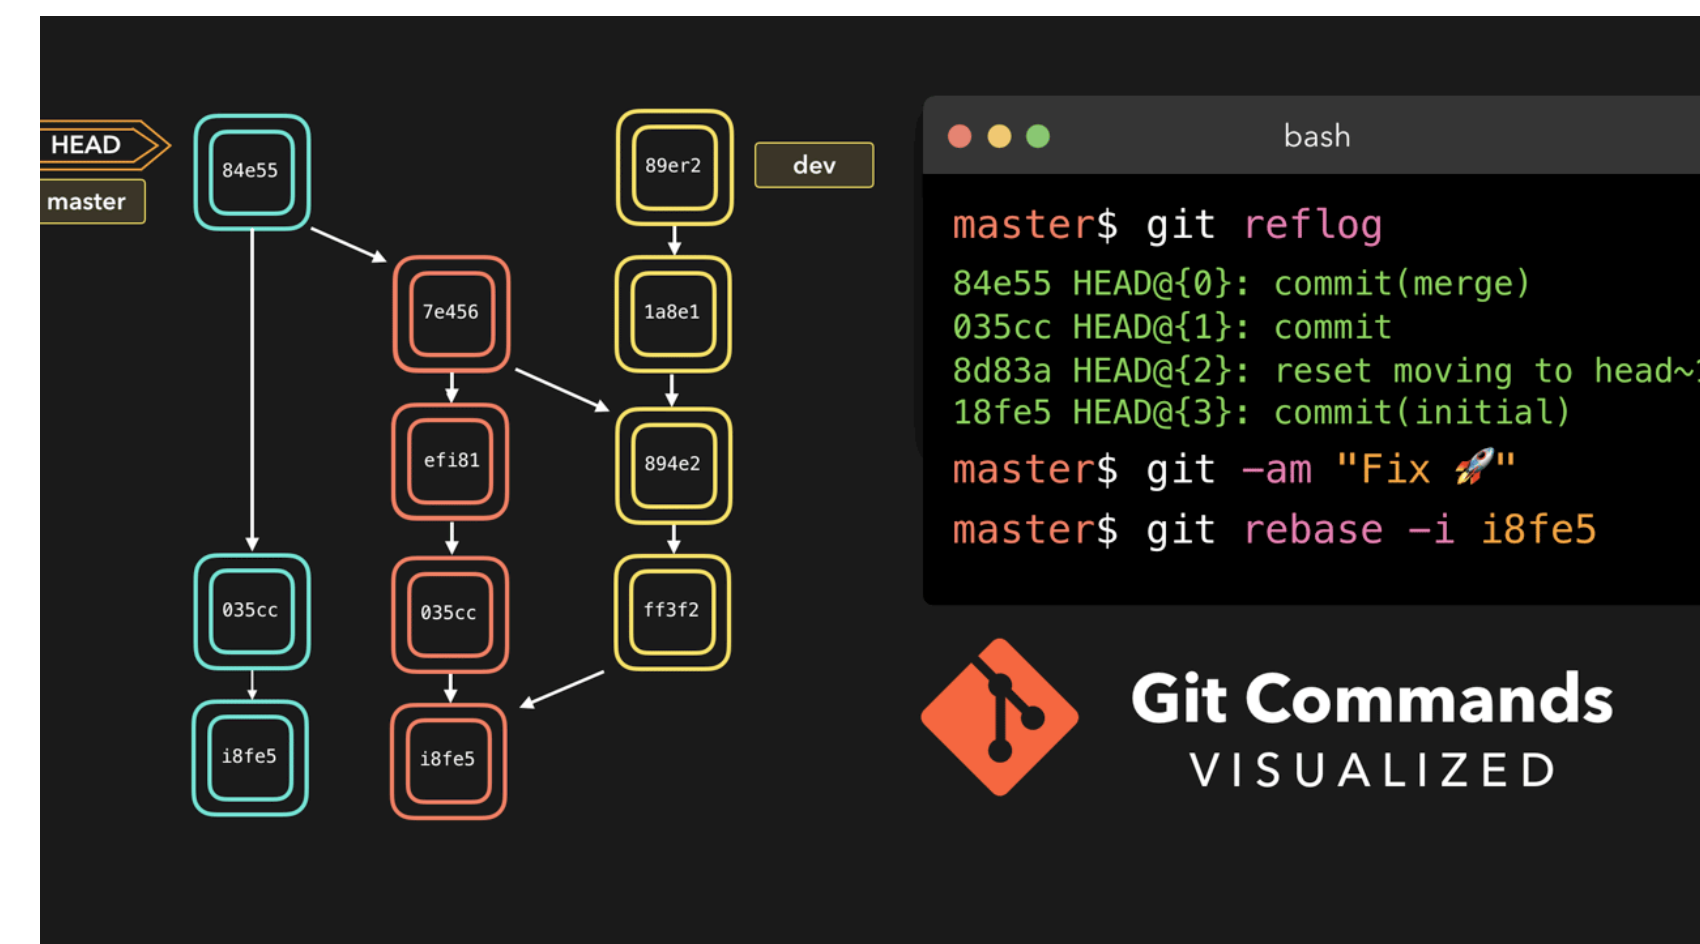 HEAD
master
84e55
89er2
dev
7e456
1a8e1
efi81
894e2
035cc
035cc
ff3f2
i8fe5
i8fe5
bash
master$ git reflog
84e55 HEAD@{0}: commit(merge)
035cc HEAD@{1}: commit
8d83a HEAD@{2}: reset moving to head~
18fe5 HEAD@{3}: commit(initial)
master$ git -am "Fix 🚀"
master$ git rebase -i i8fe5
Git Commands
VISUALIZED